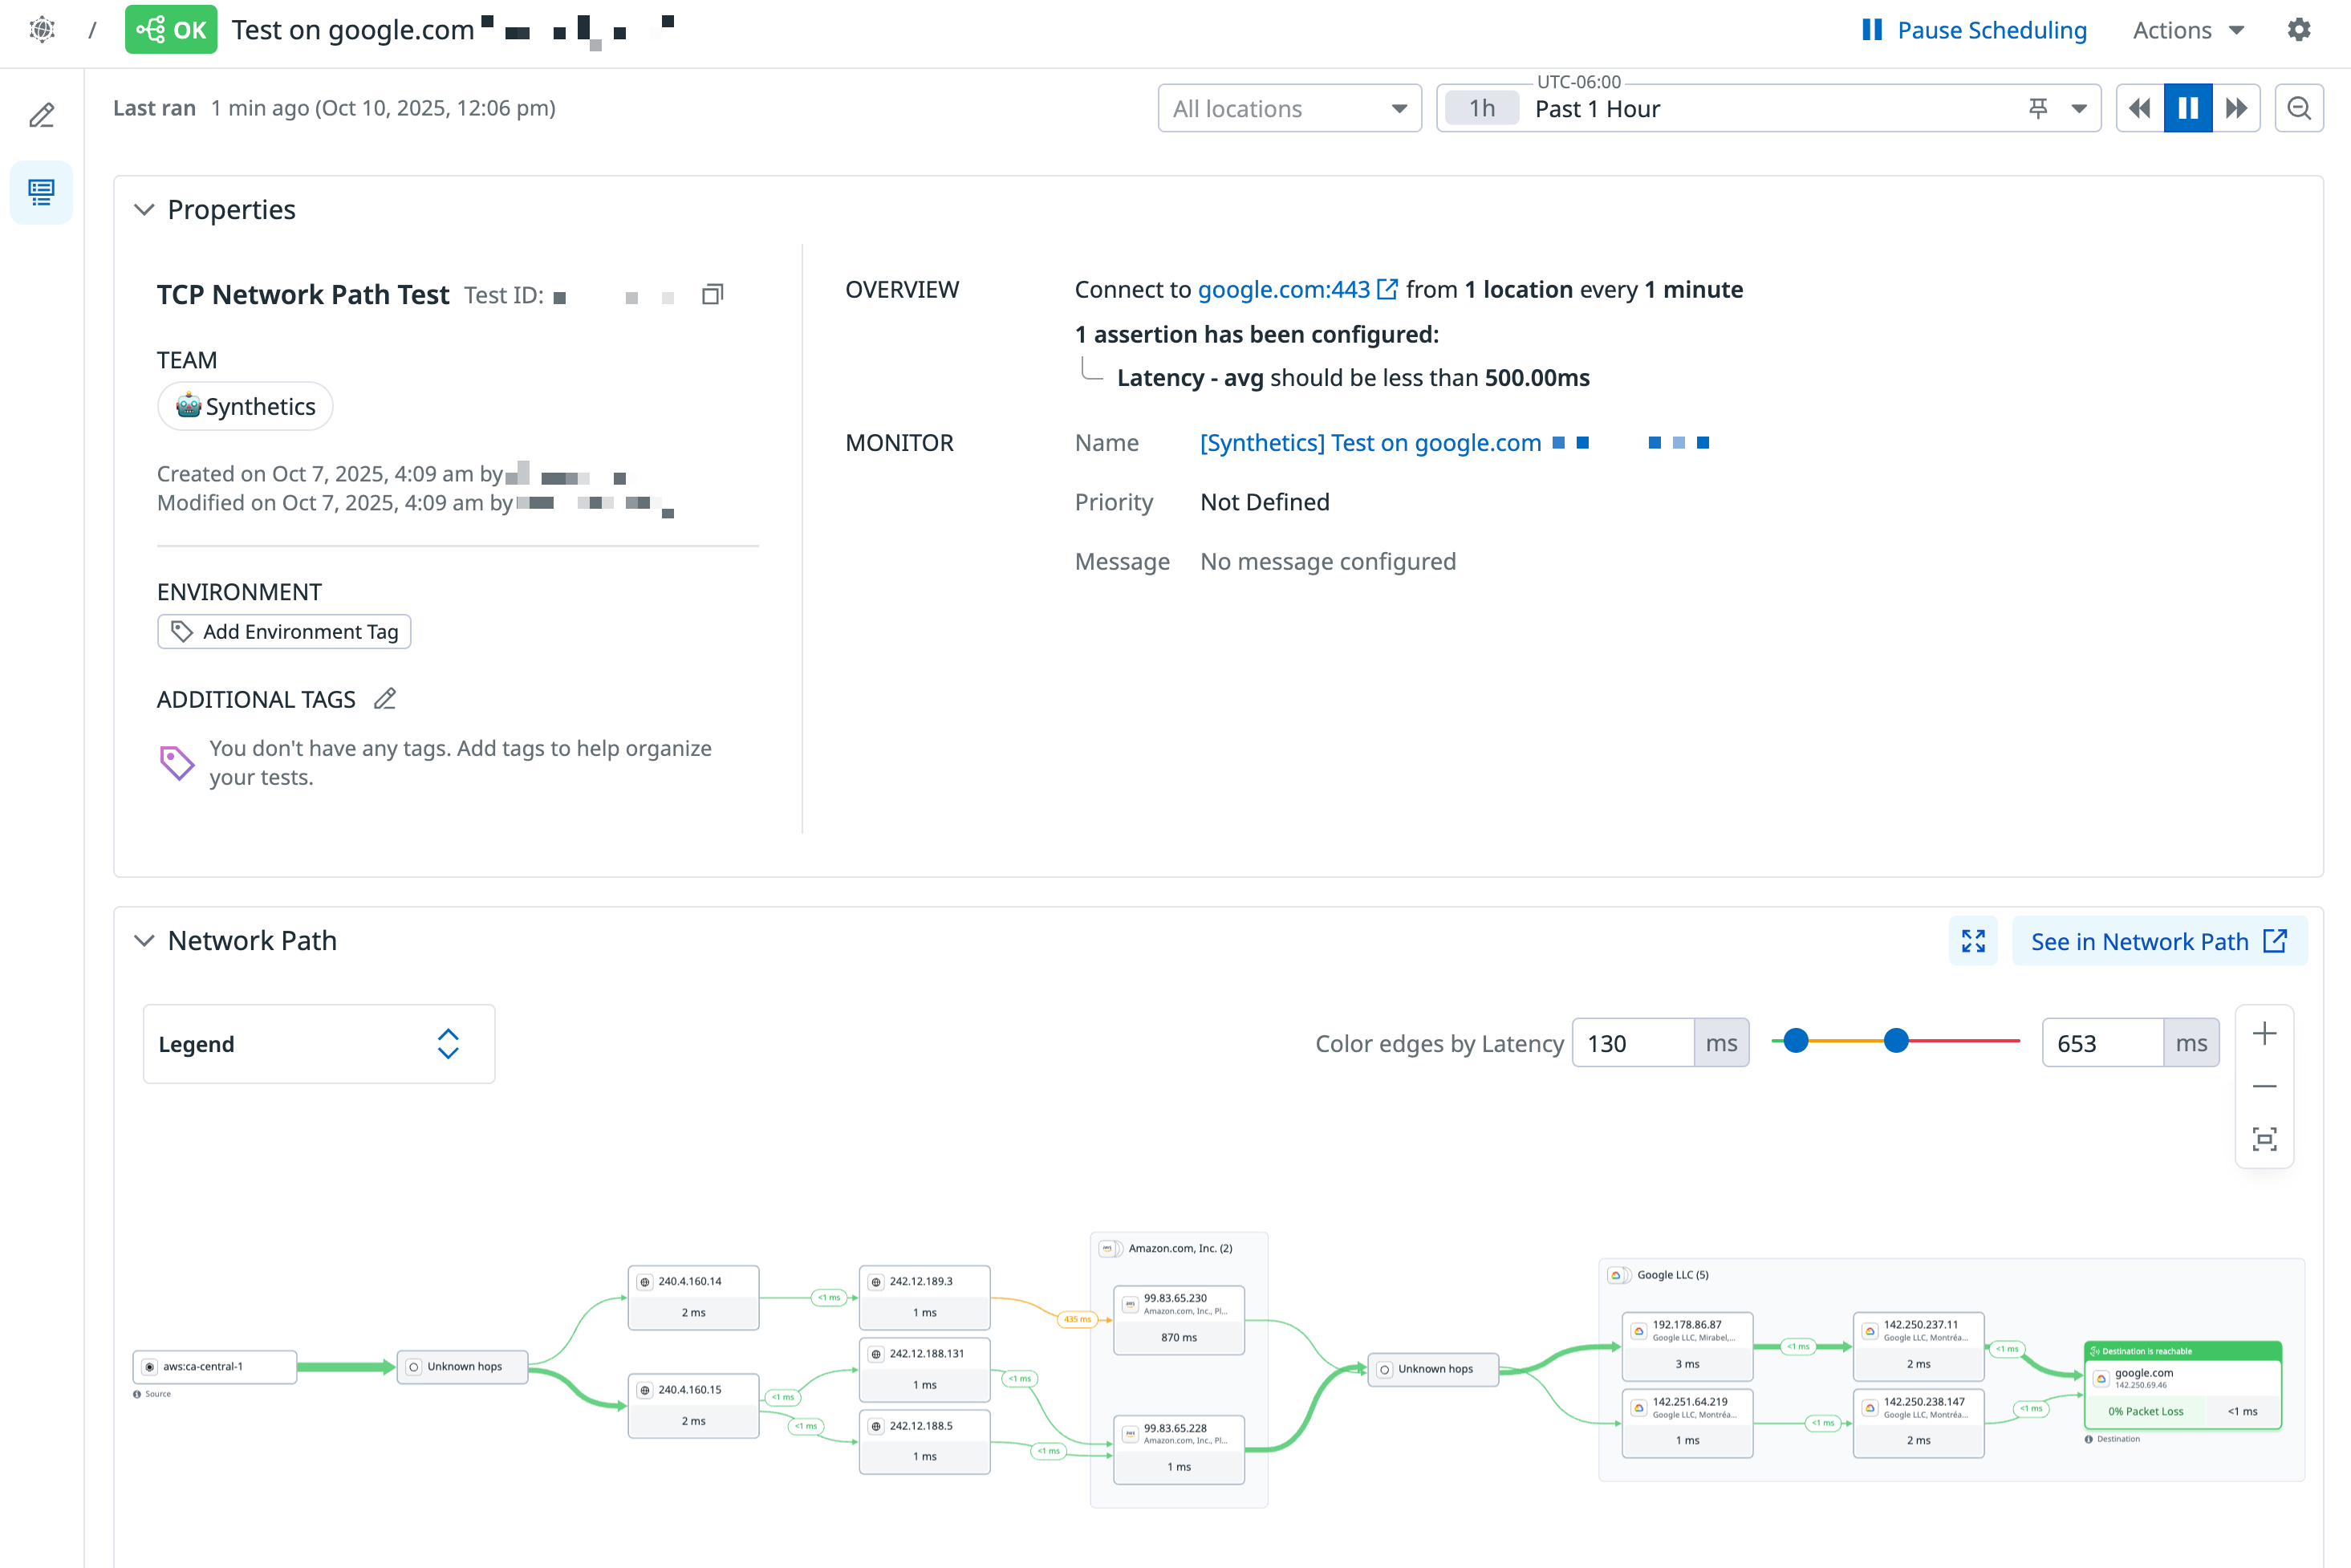 / OK Test on google.com
Pause Scheduling Actions
Last ran 1 min ago (Oct 10, 2025, 12:06 pm)
All locations
UTC-06:00
1h Past 1 Hour
Properties
TCP Network Path Test Test ID:
TEAM
Synthetics
Created on Oct 7, 2025, 4:09 am by
Modified on Oct 7, 2025, 4:09 am by
ENVIRONMENT
Add Environment Tag
ADDITIONAL TAGS
You don't have any tags. Add tags to help organize
your tests.
OVERVIEW
Connect to google.com:443 from 1 location every 1 minute
1 assertion has been configured:
Latency - avg should be less than 500.00ms
MONITOR
Name [Synthetics] Test on google.com
Priority Not Defined
Message No message configured
Network Path
See in Network Path
Legend
Color edges by Latency 130 ms 653 ms
aws:ca-central-1
Source
Unknown hops
240.4.160.14
2 ms
240.4.160.15
2 ms
<1 ms
<1 ms
<1 ms
242.12.189.3
1 ms
242.12.188.131
1 ms
242.12.188.5
1 ms
435 ms
<1 ms
<1 ms
Amazon.com, Inc. (2)
99.83.65.230
Amazon.com, Inc., Pl...
870 ms
99.83.65.228
Amazon.com, Inc., Pl...
1 ms
Unknown hops
Google LLC (5)
192.178.86.87
Google LLC, Mirabel,...
3 ms
142.251.64.219
Google LLC, Montréa...
1 ms
<1 ms
<1 ms
142.250.237.11
Google LLC, Montréa...
2 ms
142.250.238.147
Google LLC, Montréa...
2 ms
<1 ms
<1 ms
Destination is reachable
google.com
142.250.69.46
0% Packet Loss <1 ms
Destination